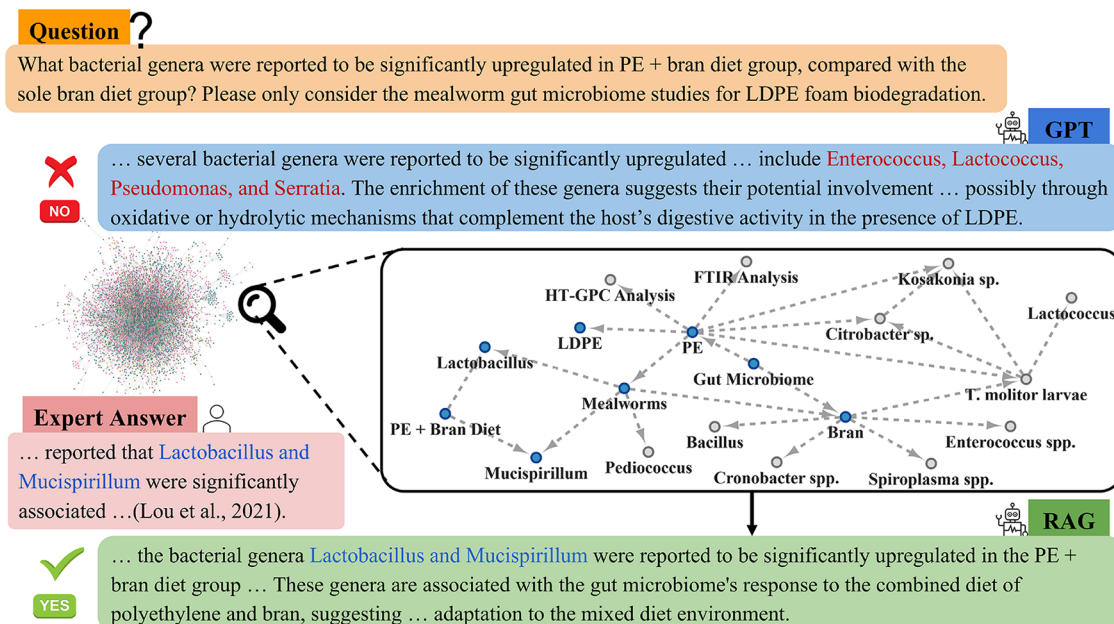 Question ?
What bacterial genera were reported to be significantly upregulated in PE + bran diet group, compared with the
sole bran diet group? Please only consider the mealworm gut microbiome studies for LDPE foam biodegradation.
GPT
… several bacterial genera were reported to be significantly upregulated … include Enterococcus, Lactococcus,
Pseudomonas, and Serratia. The enrichment of these genera suggests their potential involvement … possibly through
oxidative or hydrolytic mechanisms that complement the host's digestive activity in the presence of LDPE.
NO
FTIR Analysis
Kosakonia sp.
HT-GPC Analysis
Lactococcus
LDPE
PE
Citrobacter sp.
Lactobacillus
Gut Microbiome
T. molitor larvae
Mealworms
PE + Bran Diet
Bacillus
Bran
Enterococcus spp.
Mucispirillum
Pediococcus
Cronobacter spp.
Spiroplasma spp.
Expert Answer
… reported that Lactobacillus and
Mucispirillum were significantly
associated …(Lou et al., 2021).
RAG
… the bacterial genera Lactobacillus and Mucispirillum were reported to be significantly upregulated in the PE +
bran diet group … These genera are associated with the gut microbiome's response to the combined diet of
polyethylene and bran, suggesting … adaptation to the mixed diet environment.
YES